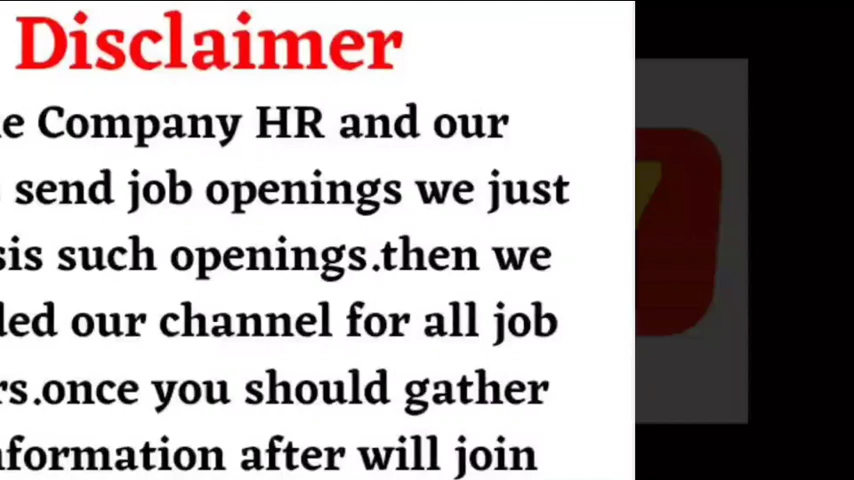 Disclaimer
Company HR and our
send job openings we just
such openings.then we
our channel for all job
you should gather
after will join